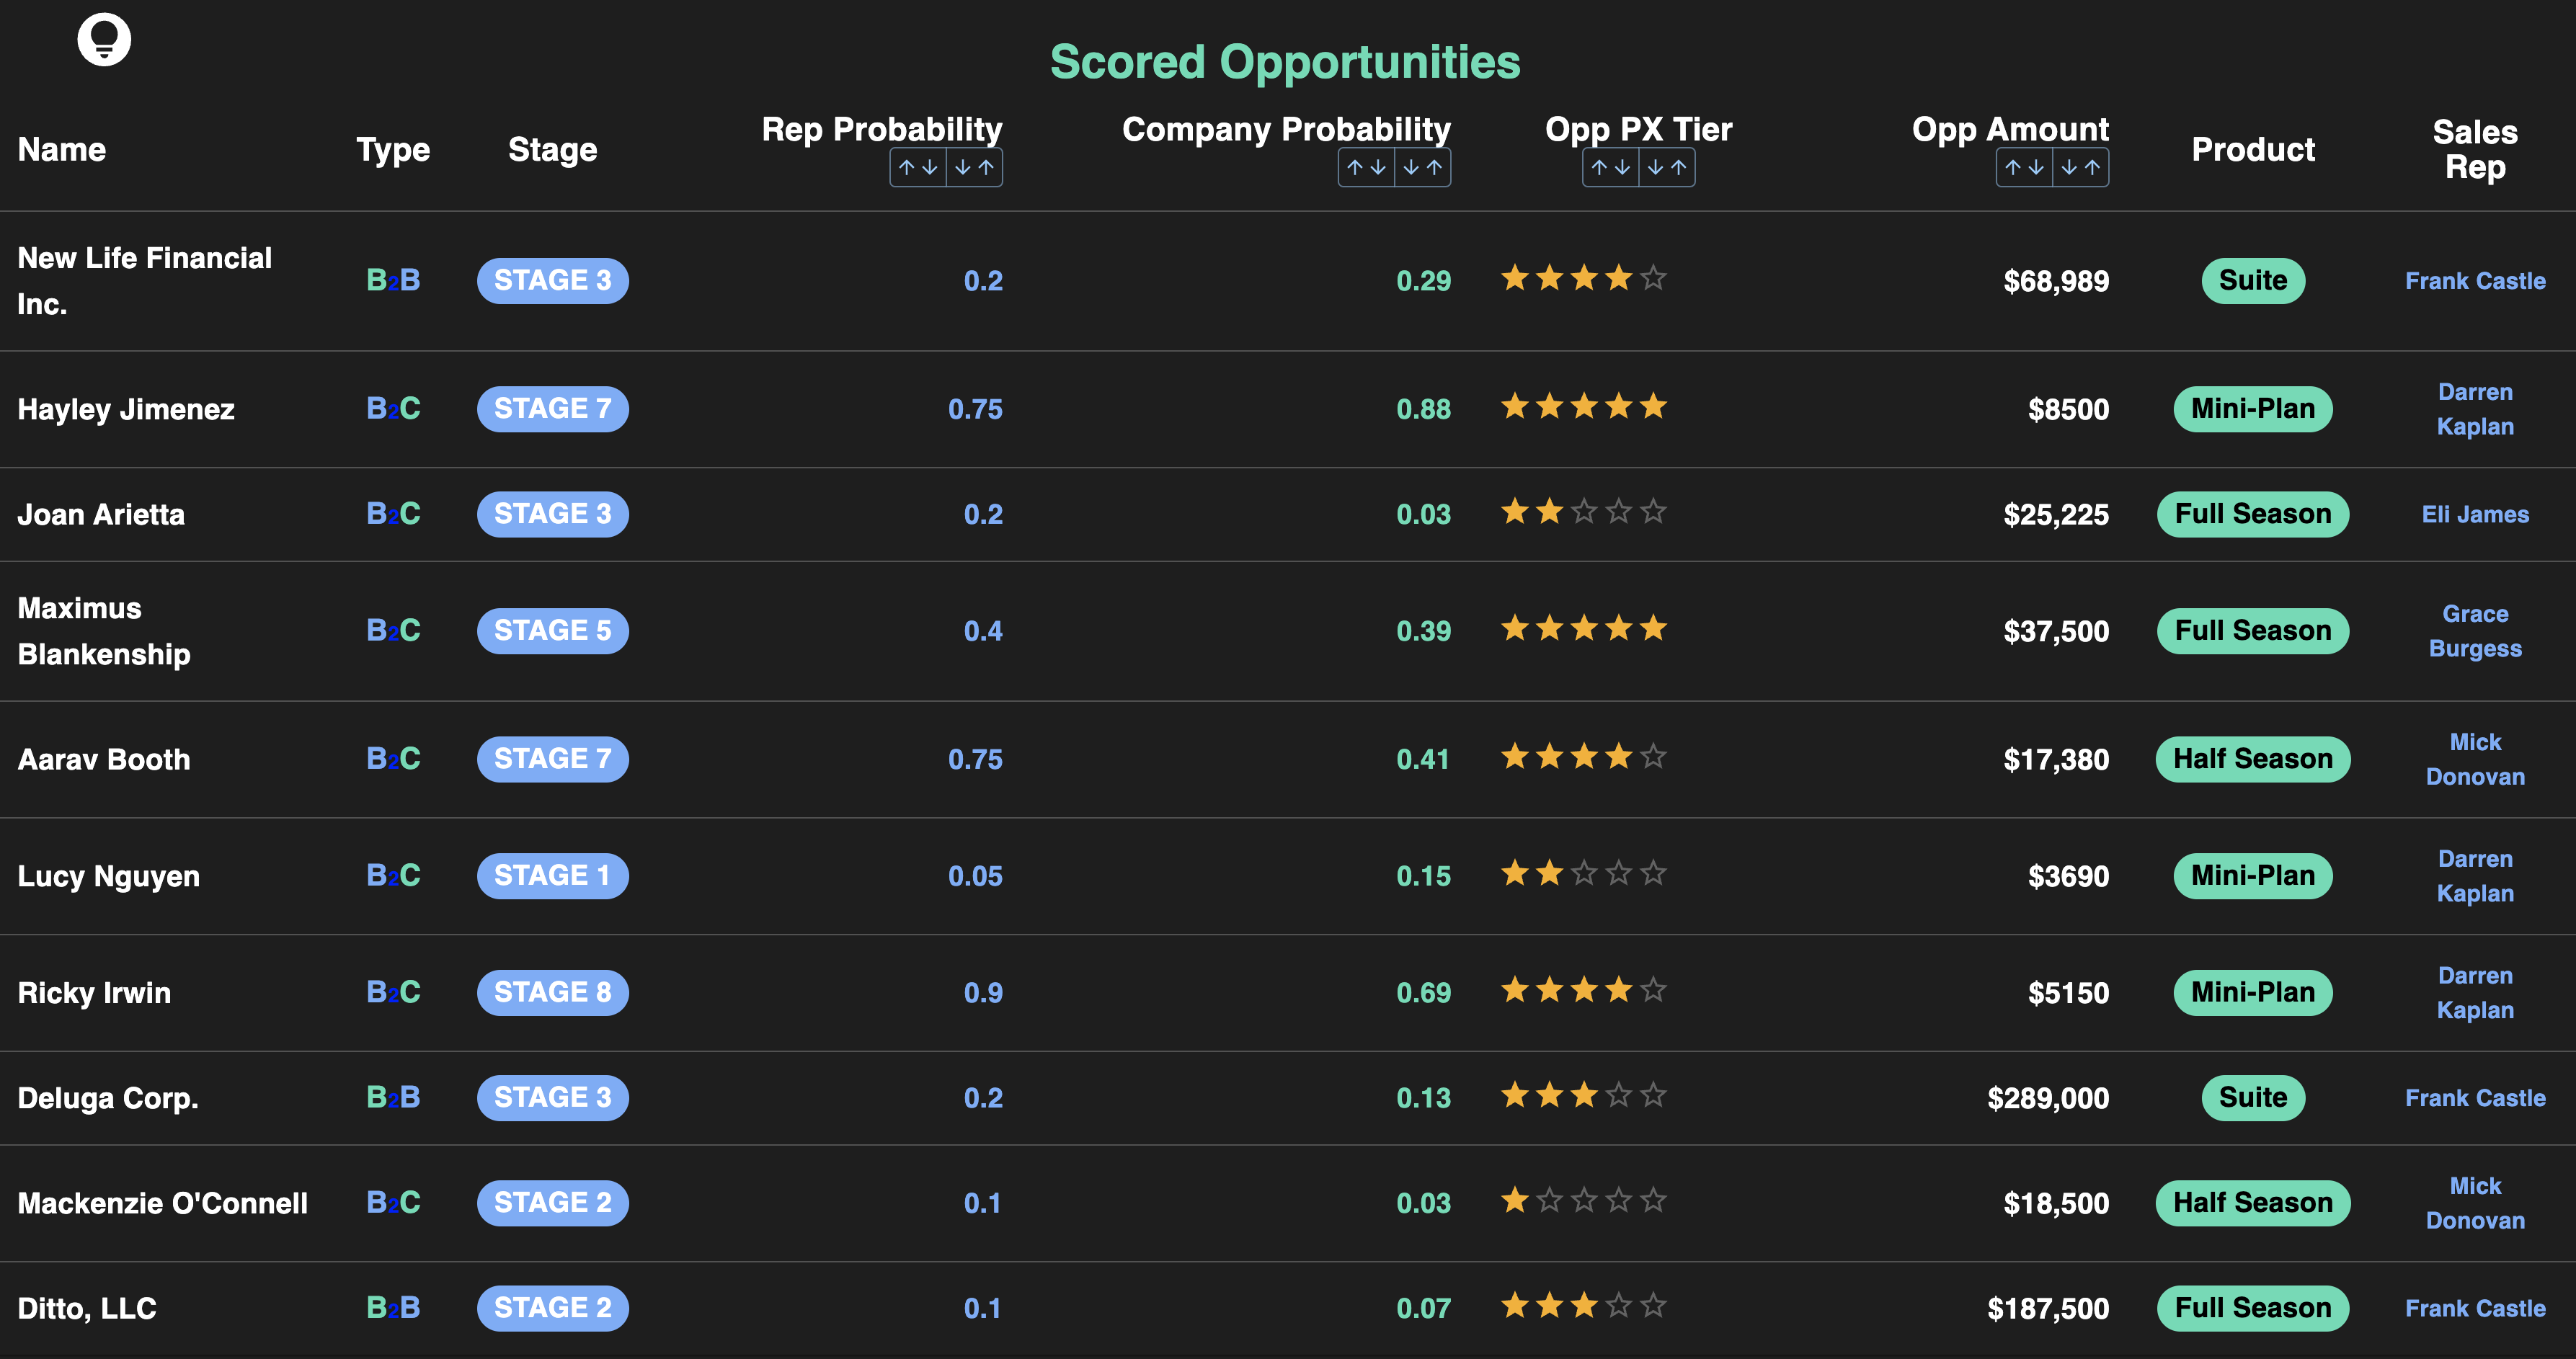 Scored Opportunities
Name Type Stage Rep Probability Company Probability Opp PX Tier Opp Amount Product Sales Rep
New Life Financial Inc. B2B STAGE 3 0.2 0.29 $68,989 Suite Frank Castle
Hayley Jimenez B2C STAGE 7 0.75 0.88 $8500 Mini-Plan Darren Kaplan
Joan Arietta B2C STAGE 3 0.2 0.03 $25,225 Full Season Eli James
Maximus Blankenship B2C STAGE 5 0.4 0.39 $37,500 Full Season Grace Burgess
Aarav Booth B2C STAGE 7 0.75 0.41 $17,380 Half Season Mick Donovan
Lucy Nguyen B2C STAGE 1 0.05 0.15 $3690 Mini-Plan Darren Kaplan
Ricky Irwin B2C STAGE 8 0.9 0.69 $5150 Mini-Plan Darren Kaplan
Deluga Corp. B2B STAGE 3 0.2 0.13 $289,000 Suite Frank Castle
Mackenzie O'Connell B2C STAGE 2 0.1 0.03 $18,500 Half Season Mick Donovan
Ditto, LLC B2B STAGE 2 0.1 0.07 $187,500 Full Season Frank Castle